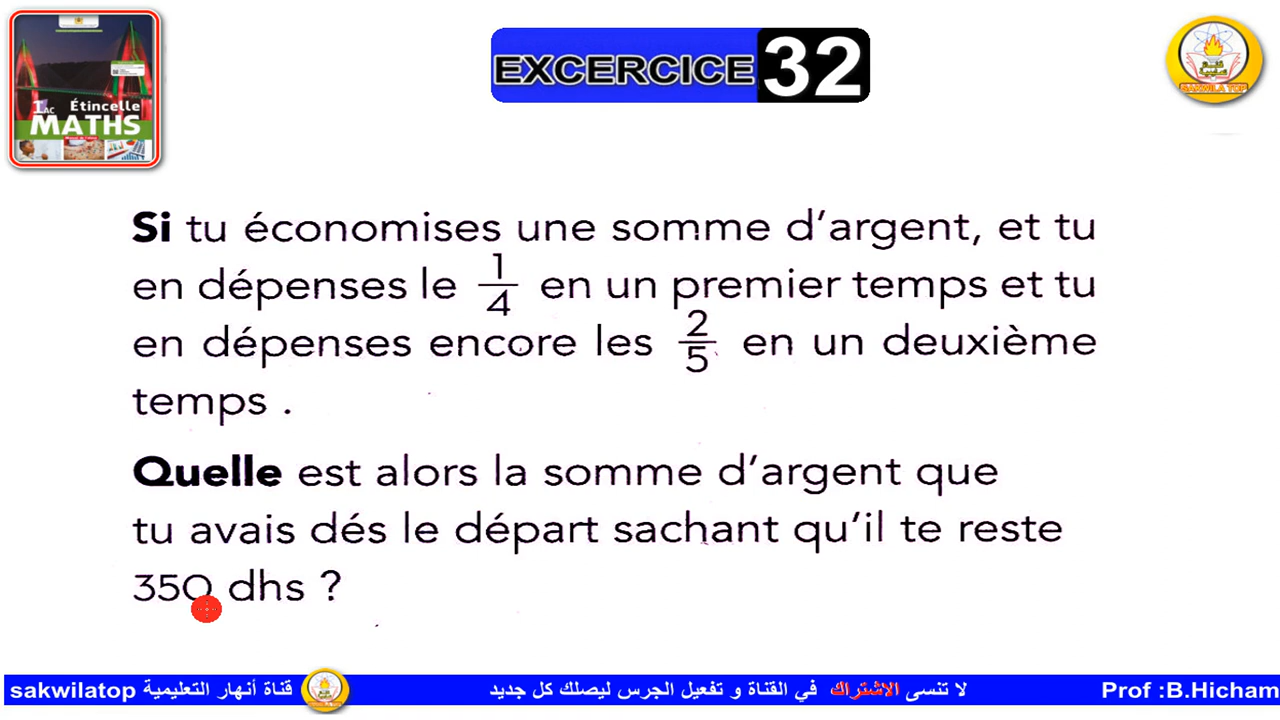 EXCERCICE 32
1AC Étincelle
MATHS
SAKWILA TOP
Si tu économises une somme d'argent, et tu
en dépenses le 1/4 en un premier temps et tu
en dépenses encore les 2/5 en un deuxième
temps .
Quelle est alors la somme d'argent que
tu avais dés le départ sachant qu'il te reste
350 dhs ?
sakwilatop قناة أنهار التعليمية
لا تنسى الاشتراك في القناة و تفعيل الجرس ليصلك كل جديد
Prof :B.Hicham